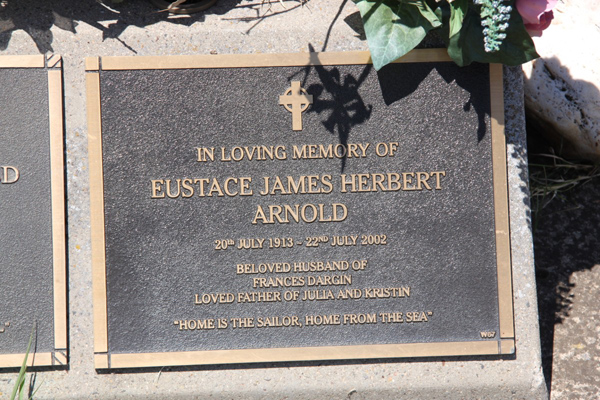 IN LOVING MEMORY OF
EUSTACE JAMES HERBERT
ARNOLD
20th JULY 1913 ~ 22ND JULY 2002
BELOVED HUSBAND OF
FRANCES DARGIN
LOVED FATHER OF JULIA AND KRISTIN
"HOME IS THE SAILOR, HOME FROM THE SEA"